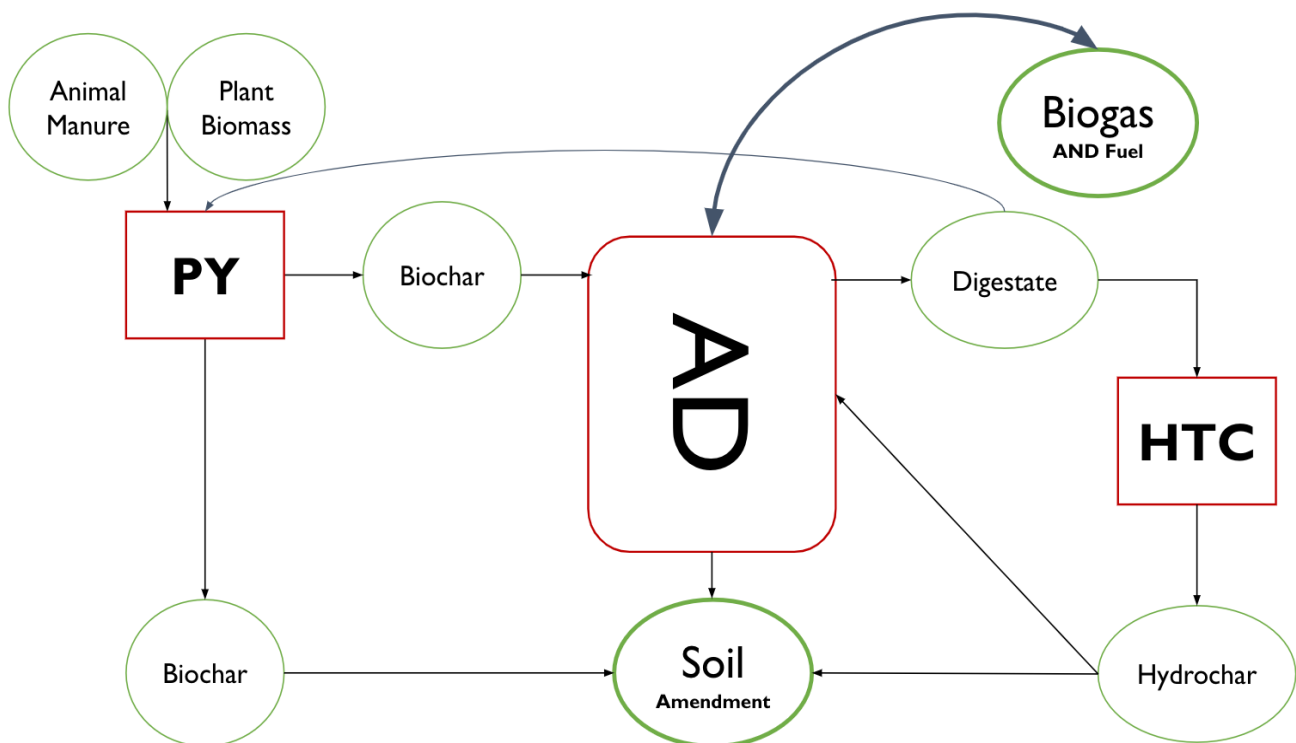 Animal
Manure
Plant
Biomass
Biogas
AND Fuel
PY
Biochar
AD
Digestate
HTC
Biochar
Soil
Amendment
Hydrochar